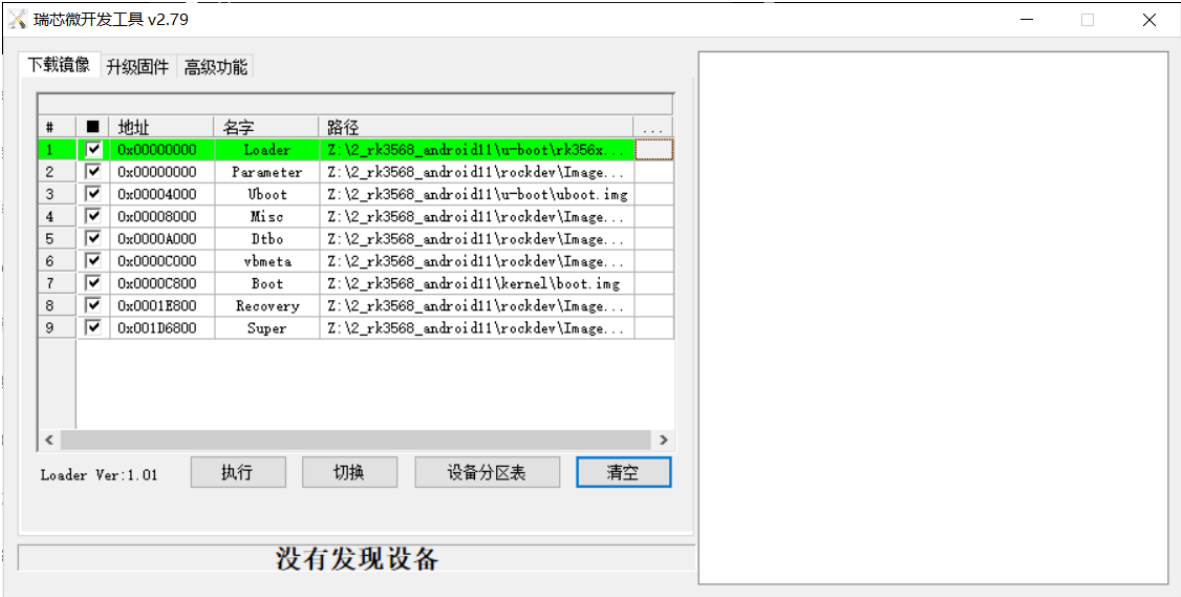 瑞芯微开发工具 v2.79
下载镜像 升级固件 高级功能
# 地址 名字 路径 ...
1 0x00000000 Loader Z:\2_rk3568_android11\u-boot\rk356x...
2 0x00000000 Parameter Z:\2_rk3568_android11\rockdev\Image...
3 0x00004000 Uboot Z:\2_rk3568_android11\u-boot\uboot.img
4 0x00008000 Misc Z:\2_rk3568_android11\rockdev\Image...
5 0x0000A000 Dtbo Z:\2_rk3568_android11\rockdev\Image...
6 0x0000C000 vbmeta Z:\2_rk3568_android11\rockdev\Image...
7 0x0000C800 Boot Z:\2_rk3568_android11\kernel\boot.img
8 0x0001E800 Recovery Z:\2_rk3568_android11\rockdev\Image...
9 0x001D6800 Super Z:\2_rk3568_android11\rockdev\Image...
Loader Ver:1.01 执行 切换 设备分区表 清空
没有发现设备